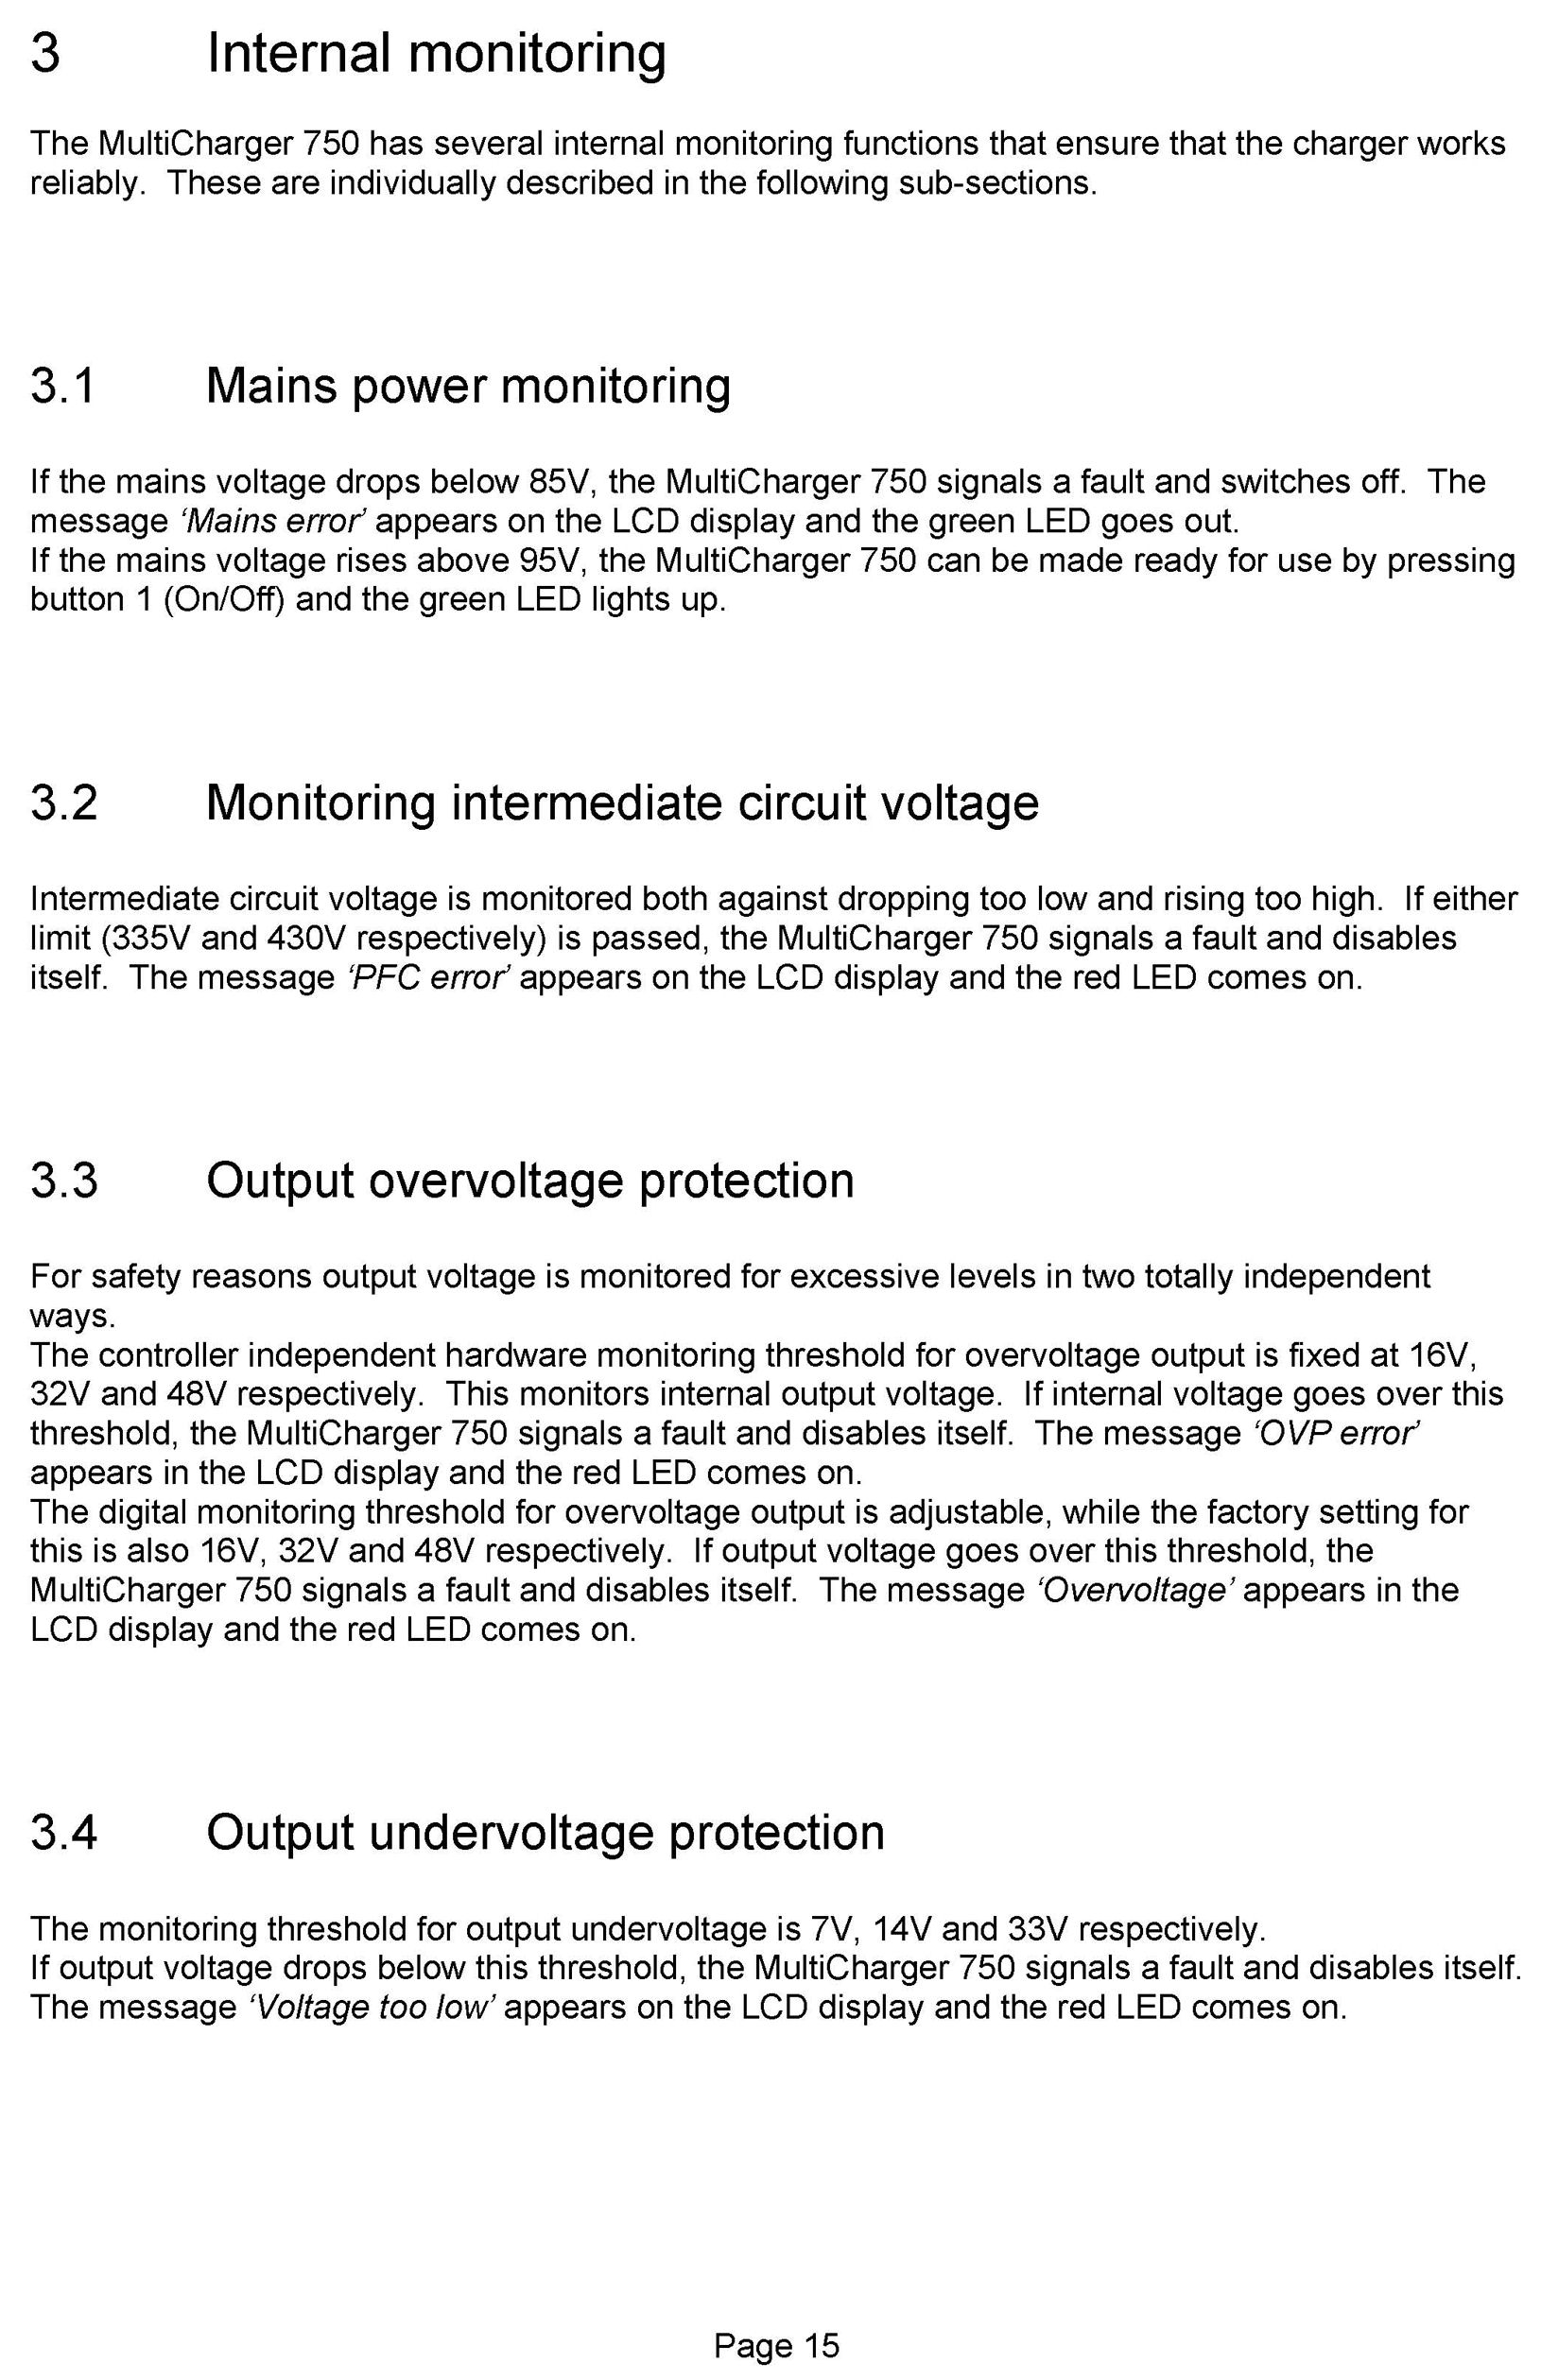 3 Internal monitoring
The MultiCharger 750 has several internal monitoring functions that ensure that the charger works
reliably.  These are individually described in the following sub-sections.
3.1 Mains power monitoring
If the mains voltage drops below 85V, the MultiCharger 750 signals a fault and switches off.  The
message ‘Mains error’ appears on the LCD display and the green LED goes out.
If the mains voltage rises above 95V, the MultiCharger 750 can be made ready for use by pressing
button 1 (On/Off) and the green LED lights up.
3.2 Monitoring intermediate circuit voltage
Intermediate circuit voltage is monitored both against dropping too low and rising too high.  If either
limit (335V and 430V respectively) is passed, the MultiCharger 750 signals a fault and disables
itself.  The message ‘PFC error’ appears on the LCD display and the red LED comes on.
3.3 Output overvoltage protection
For safety reasons output voltage is monitored for excessive levels in two totally independent
ways.
The controller independent hardware monitoring threshold for overvoltage output is fixed at 16V,
32V and 48V respectively.  This monitors internal output voltage.  If internal voltage goes over this
threshold, the MultiCharger 750 signals a fault and disables itself.  The message ‘OVP error’
appears in the LCD display and the red LED comes on.
The digital monitoring threshold for overvoltage output is adjustable, while the factory setting for
this is also 16V, 32V and 48V respectively.  If output voltage goes over this threshold, the
MultiCharger 750 signals a fault and disables itself.  The message ‘Overvoltage’ appears in the
LCD display and the red LED comes on.
3.4 Output undervoltage protection
The monitoring threshold for output undervoltage is 7V, 14V and 33V respectively.
If output voltage drops below this threshold, the MultiCharger 750 signals a fault and disables itself.
The message ‘Voltage too low’ appears on the LCD display and the red LED comes on.
Page 15